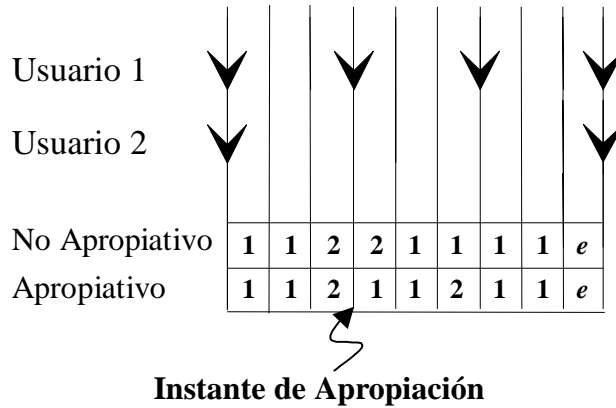 Usuario 1
Usuario 2
No Apropiativo 1 1 2 2 1 1 1 1 e
Apropiativo 1 1 2 1 1 2 1 1 e
Instante de Apropiación